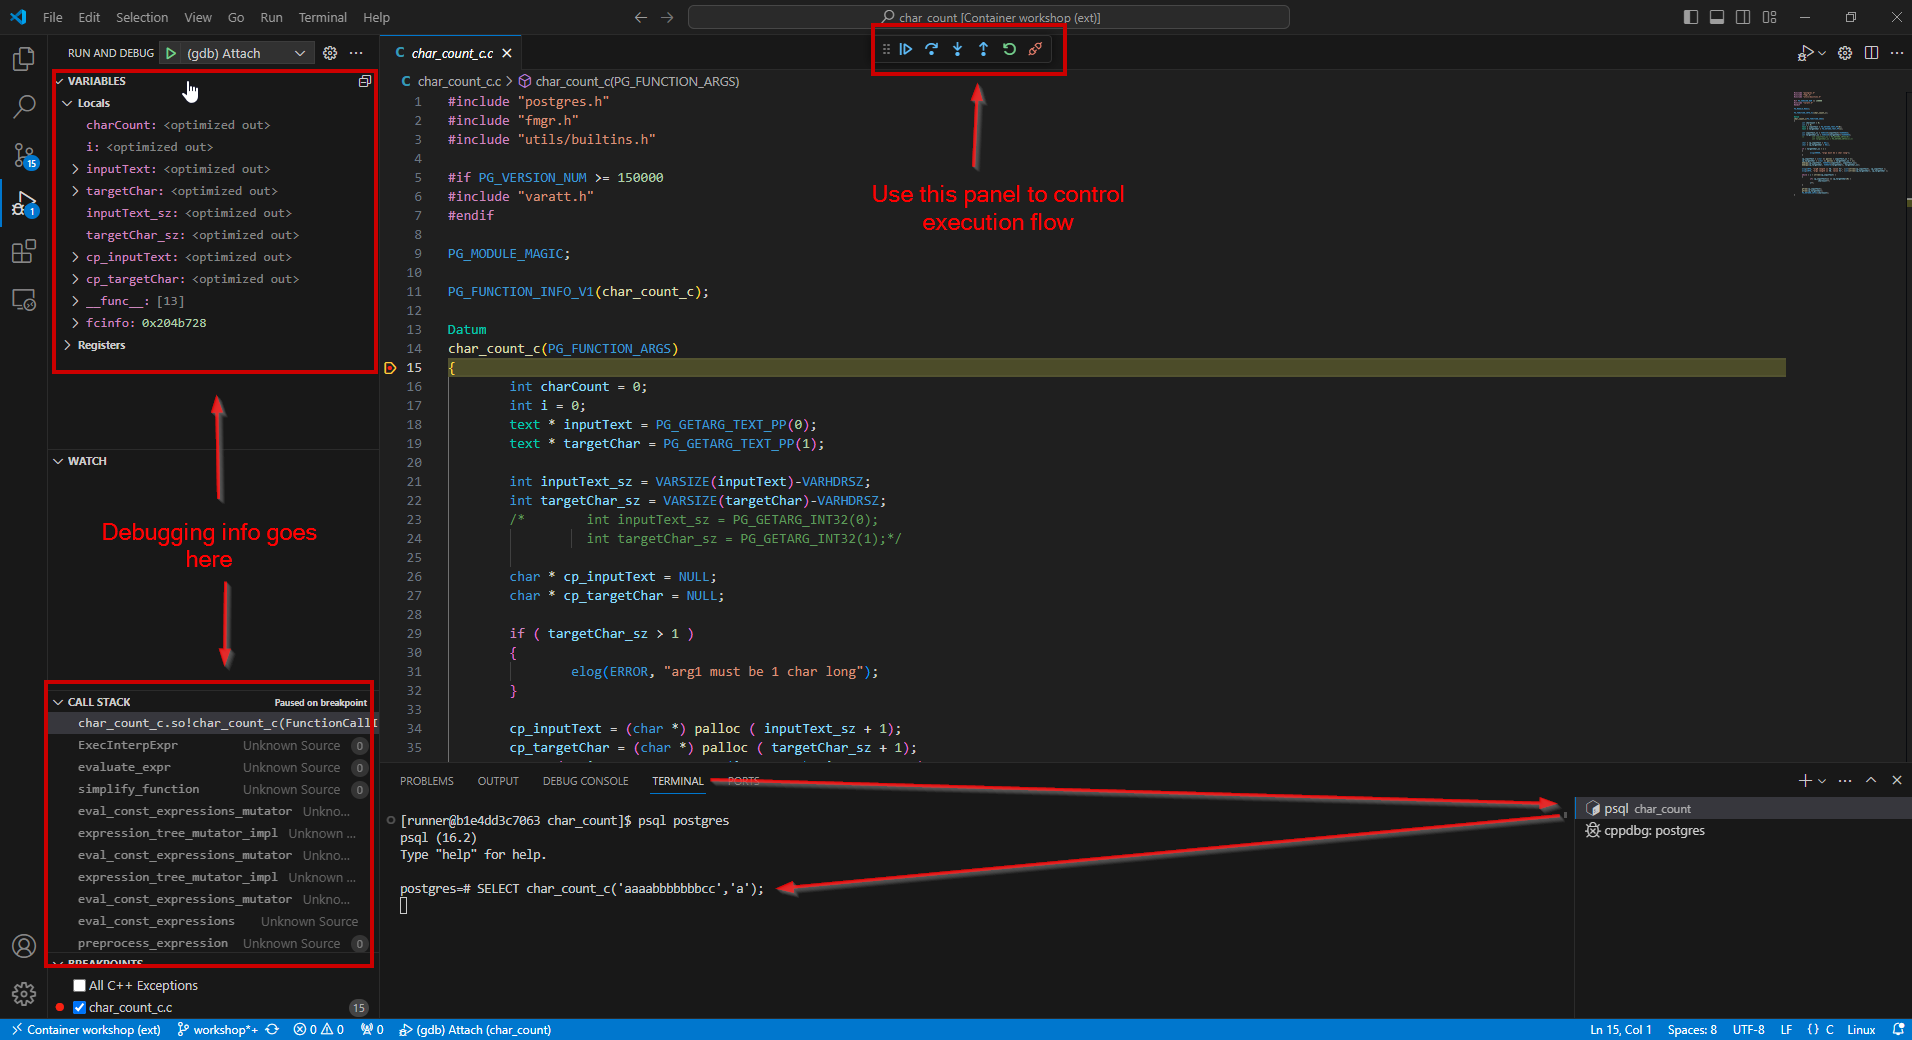 File Edit Selection View Go Run Terminal Help
char_count [Container workshop (ext)]
RUN AND DEBUG (gdb) Attach
VARIABLES
Locals
charCount: <optimized out>
i: <optimized out>
inputText: <optimized out>
targetChar: <optimized out>
inputText_sz: <optimized out>
targetChar_sz: <optimized out>
cp_inputText: <optimized out>
cp_targetChar: <optimized out>
__func__: [13]
fcinfo: 0x204b728
Registers
Debugging info goes
here
WATCH
CALL STACK Paused on breakpoint
char_count_c.so!char_count_c(FunctionCallI
ExecInterpExpr Unknown Source 0
evaluate_expr Unknown Source 0
simplify_function Unknown Source 0
eval_const_expressions_mutator Unkno...
expression_tree_mutator_impl Unknown ...
eval_const_expressions_mutator Unkno...
expression_tree_mutator_impl Unknown ...
eval_const_expressions_mutator Unkno...
eval_const_expressions Unknown Source
preprocess_expression Unknown Source 0
BREAKPOINTS
All C++ Exceptions
char_count_c.c 15
15
1
C char_count_c.c
C char_count_c.c > char_count_c(PG_FUNCTION_ARGS)
Use this panel to control
execution flow
1 #include "postgres.h"
2 #include "fmgr.h"
3 #include "utils/builtins.h"
4
5 #if PG_VERSION_NUM >= 150000
6 #include "varatt.h"
7 #endif
8
9 PG_MODULE_MAGIC;
10
11 PG_FUNCTION_INFO_V1(char_count_c);
12
13 Datum
14 char_count_c(PG_FUNCTION_ARGS)
15 {
16 int charCount = 0;
17 int i = 0;
18 text * inputText = PG_GETARG_TEXT_PP(0);
19 text * targetChar = PG_GETARG_TEXT_PP(1);
20
21 int inputText_sz = VARSIZE(inputText)-VARHDRSZ;
22 int targetChar_sz = VARSIZE(targetChar)-VARHDRSZ;
23 /* int inputText_sz = PG_GETARG_INT32(0);
24 int targetChar_sz = PG_GETARG_INT32(1);*/
25
26 char * cp_inputText = NULL;
27 char * cp_targetChar = NULL;
28
29 if ( targetChar_sz > 1 )
30 {
31 elog(ERROR, "arg1 must be 1 char long");
32 }
33
34 cp_inputText = (char *) palloc ( inputText_sz + 1);
35 cp_targetChar = (char *) palloc ( targetChar_sz + 1);
PROBLEMS OUTPUT DEBUG CONSOLE TERMINAL PORTS
[runner@b1e4dd3c7063 char_count]$ psql postgres
psql (16.2)
Type "help" for help.
postgres=# SELECT char_count_c('aaaabbbbbbbcc','a');
psql char_count
cppdbg: postgres
Container workshop (ext) workshop*+ 0 0 0 (gdb) Attach (char_count) Ln 15, Col 1 Spaces: 8 UTF-8 LF {} C Linux